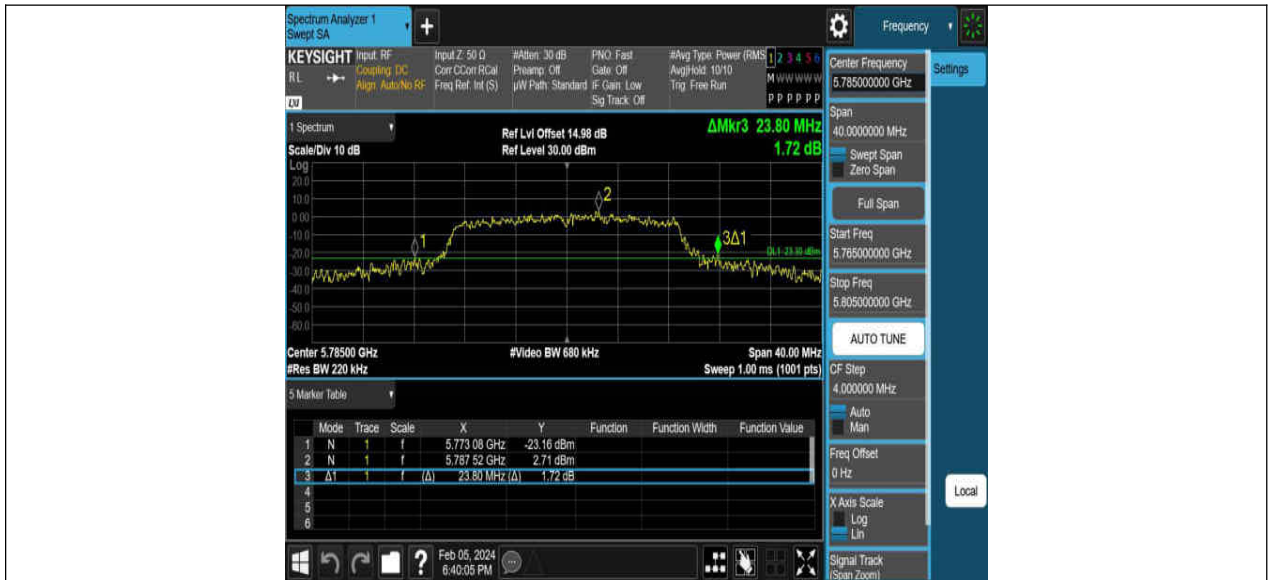 Spectrum Analyzer 1
Swept SA
+
Frequency
KEYSIGHT
RL
Input: RF
Coupling: DC
Align: Auto/No RF
Input Z: 50 Ω
Corr CCorr RCal
Freq Ref: Int (S)
#Atten: 30 dB
Preamp: Off
µW Path: Standard
PNO: Fast
Gate: Off
IF Gain: Low
Sig Track: Off
#Avg Type: Power (RMS
Avg|Hold: 10/10
Trig: Free Run
1 2 3 4 5 6
M W W W W W
P P P P P P
1 Spectrum
Scale/Div 10 dB
Ref Lvl Offset 14.98 dB
Ref Level 30.00 dBm
ΔMkr3 23.80 MHz
1.72 dB
Log
20.0
10.0
0.00
-10.0
-20.0
-30.0
-40.0
-50.0
-60.0
1
2
3Δ1
DL1 -23.30 dBm
Center 5.78500 GHz
#Res BW 220 kHz
#Video BW 680 kHz
Span 40.00 MHz
Sweep 1.00 ms (1001 pts)
5 Marker Table
Mode Trace Scale X Y Function Function Width Function Value
1 N 1 f 5.773 08 GHz -23.16 dBm
2 N 1 f 5.787 52 GHz 2.71 dBm
3 Δ1 1 f (Δ) 23.80 MHz (Δ) 1.72 dB
4
5
6
Feb 05, 2024
6:40:05 PM
Center Frequency
5.785000000 GHz
Settings
Span
40.0000000 MHz
Swept Span
Zero Span
Full Span
Start Freq
5.765000000 GHz
Stop Freq
5.805000000 GHz
AUTO TUNE
CF Step
4.000000 MHz
Auto
Man
Freq Offset
0 Hz
X Axis Scale
Log
Lin
Signal Track
(Span Zoom)
Local